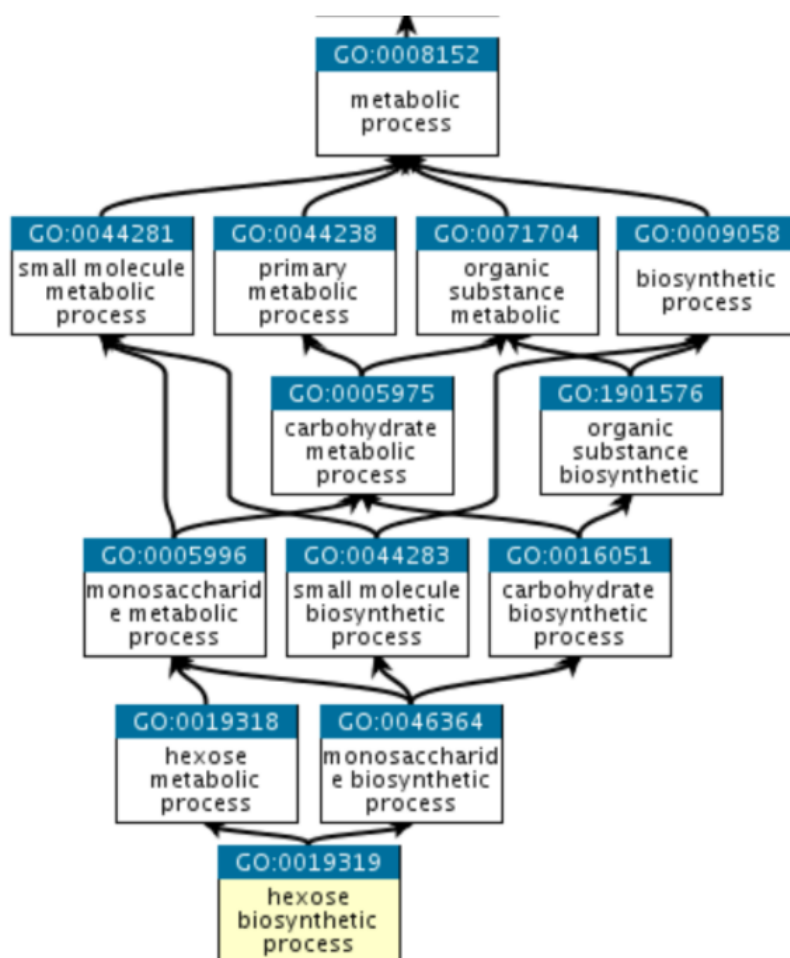 GO:0008152
metabolic
process
GO:0044281
small molecule
metabolic
process
GO:0044238
primary
metabolic
process
GO:0071704
organic
substance
metabolic
GO:0009058
biosynthetic
process
GO:0005975
carbohydrate
metabolic
process
GO:1901576
organic
substance
biosynthetic
GO:0005996
monosaccharid
e metabolic
process
GO:0044283
small molecule
biosynthetic
process
GO:0016051
carbohydrate
biosynthetic
process
GO:0019318
hexose
metabolic
process
GO:0046364
monosaccharid
e biosynthetic
process
GO:0019319
hexose
biosynthetic
process